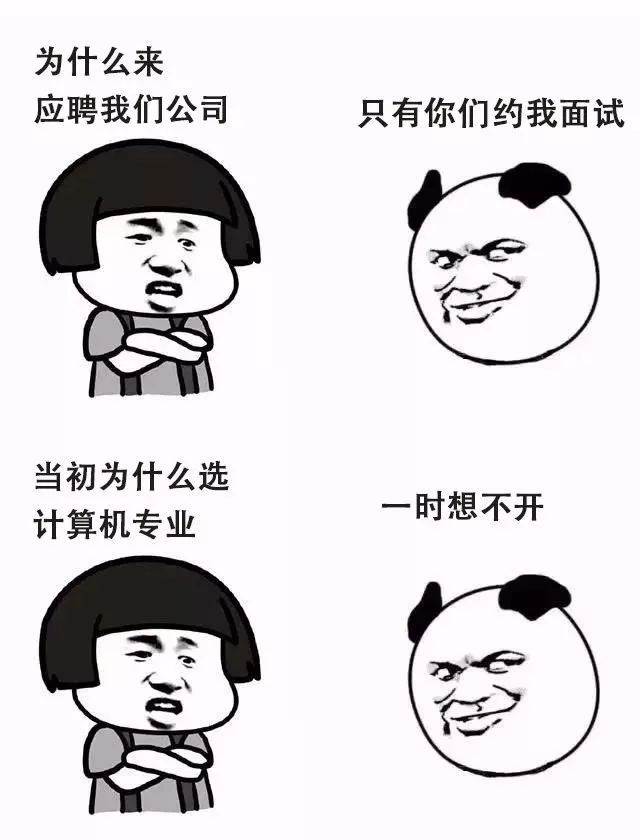 为什么来
应聘我们公司
只有你们约我面试
当初为什么选
计算机专业
一时想不开